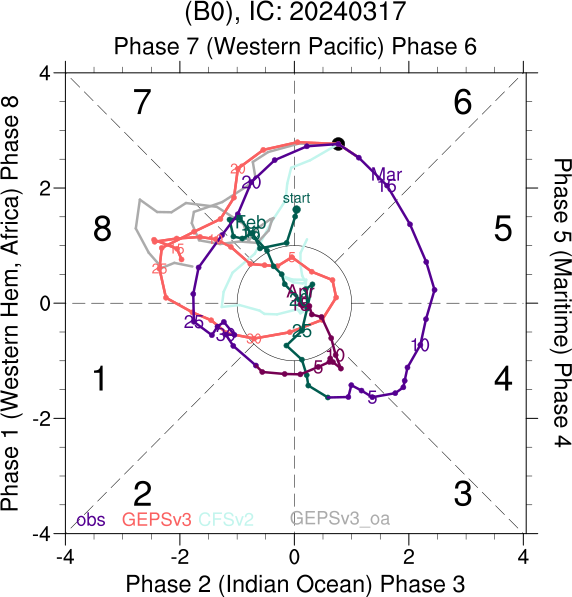 (B0), IC: 20240317
Phase 7 (Western Pacific) Phase 6
Phase 1 (Western Hem, Africa) Phase 8
Phase 5 (Maritime) Phase 4
4
2
0
-2
-4
7
6
8
5
1
4
2
3
start
Feb
Mar
15
20
20
15
25
5
Apr
25
10
10
5
5
25
30
30
obs GEPSv3 CFSv2 GEPSv3_oa
-4 -2 0 2 4
Phase 2 (Indian Ocean) Phase 3